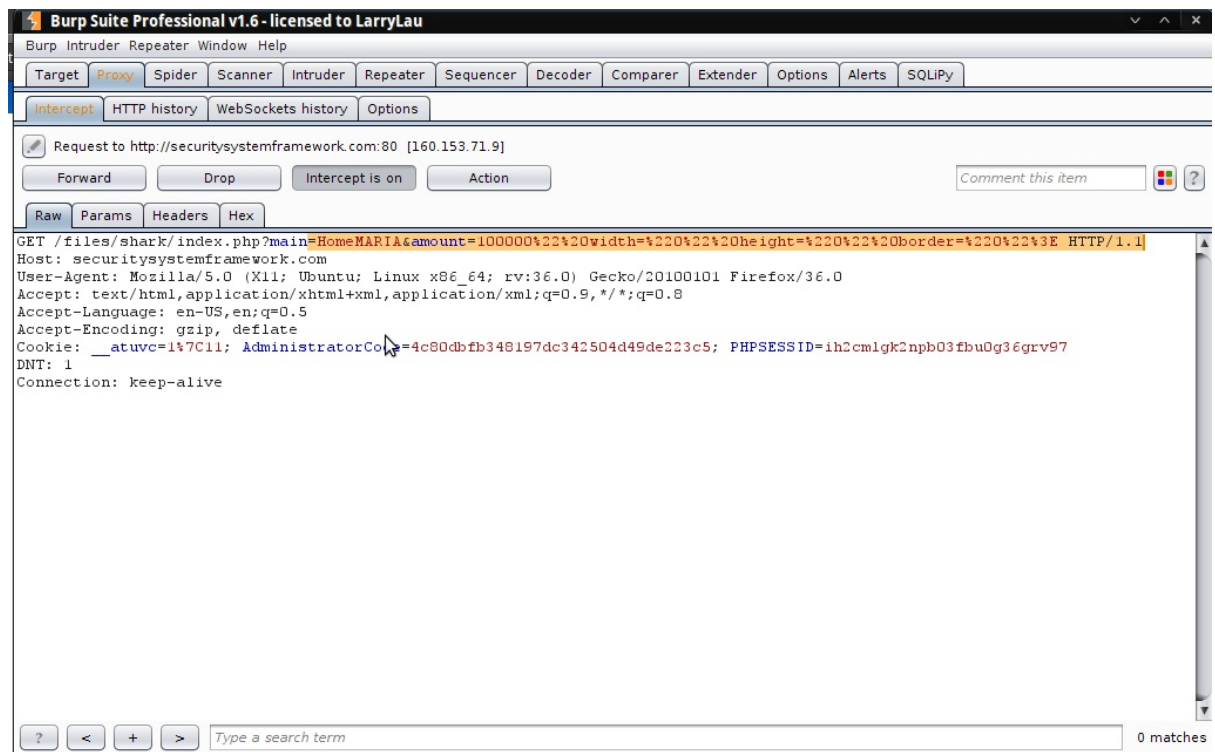 Burp Suite Professional v1.6 - licensed to LarryLau
Burp Intruder Repeater Window Help
Target Proxy Spider Scanner Intruder Repeater Sequencer Decoder Comparer Extender Options Alerts SQLiPy
Intercept HTTP history WebSockets history Options
Request to http://securitysystemframework.com:80 [160.153.71.9]
Forward Drop Intercept is on Action Comment this item ?
Raw Params Headers Hex
GET /files/shark/index.php?main=HomeMARIA&amount=100000%22%20width=%220%22%20height=%220%22%20border=%220%22%3E HTTP/1.1
Host: securitysystemframework.com
User-Agent: Mozilla/5.0 (X11; Ubuntu; Linux x86_64; rv:36.0) Gecko/20100101 Firefox/36.0
Accept: text/html,application/xhtml+xml,application/xml;q=0.9,*/*;q=0.8
Accept-Language: en-US,en;q=0.5
Accept-Encoding: gzip, deflate
Cookie: __atuvc=1%7C11; AdministratorCode=4c80dbfb348197dc342504d49de223c5; PHPSESSID=ih2cmlgk2npb03fbu0g36grv97
DNT: 1
Connection: keep-alive
? < + > Type a search term 0 matches